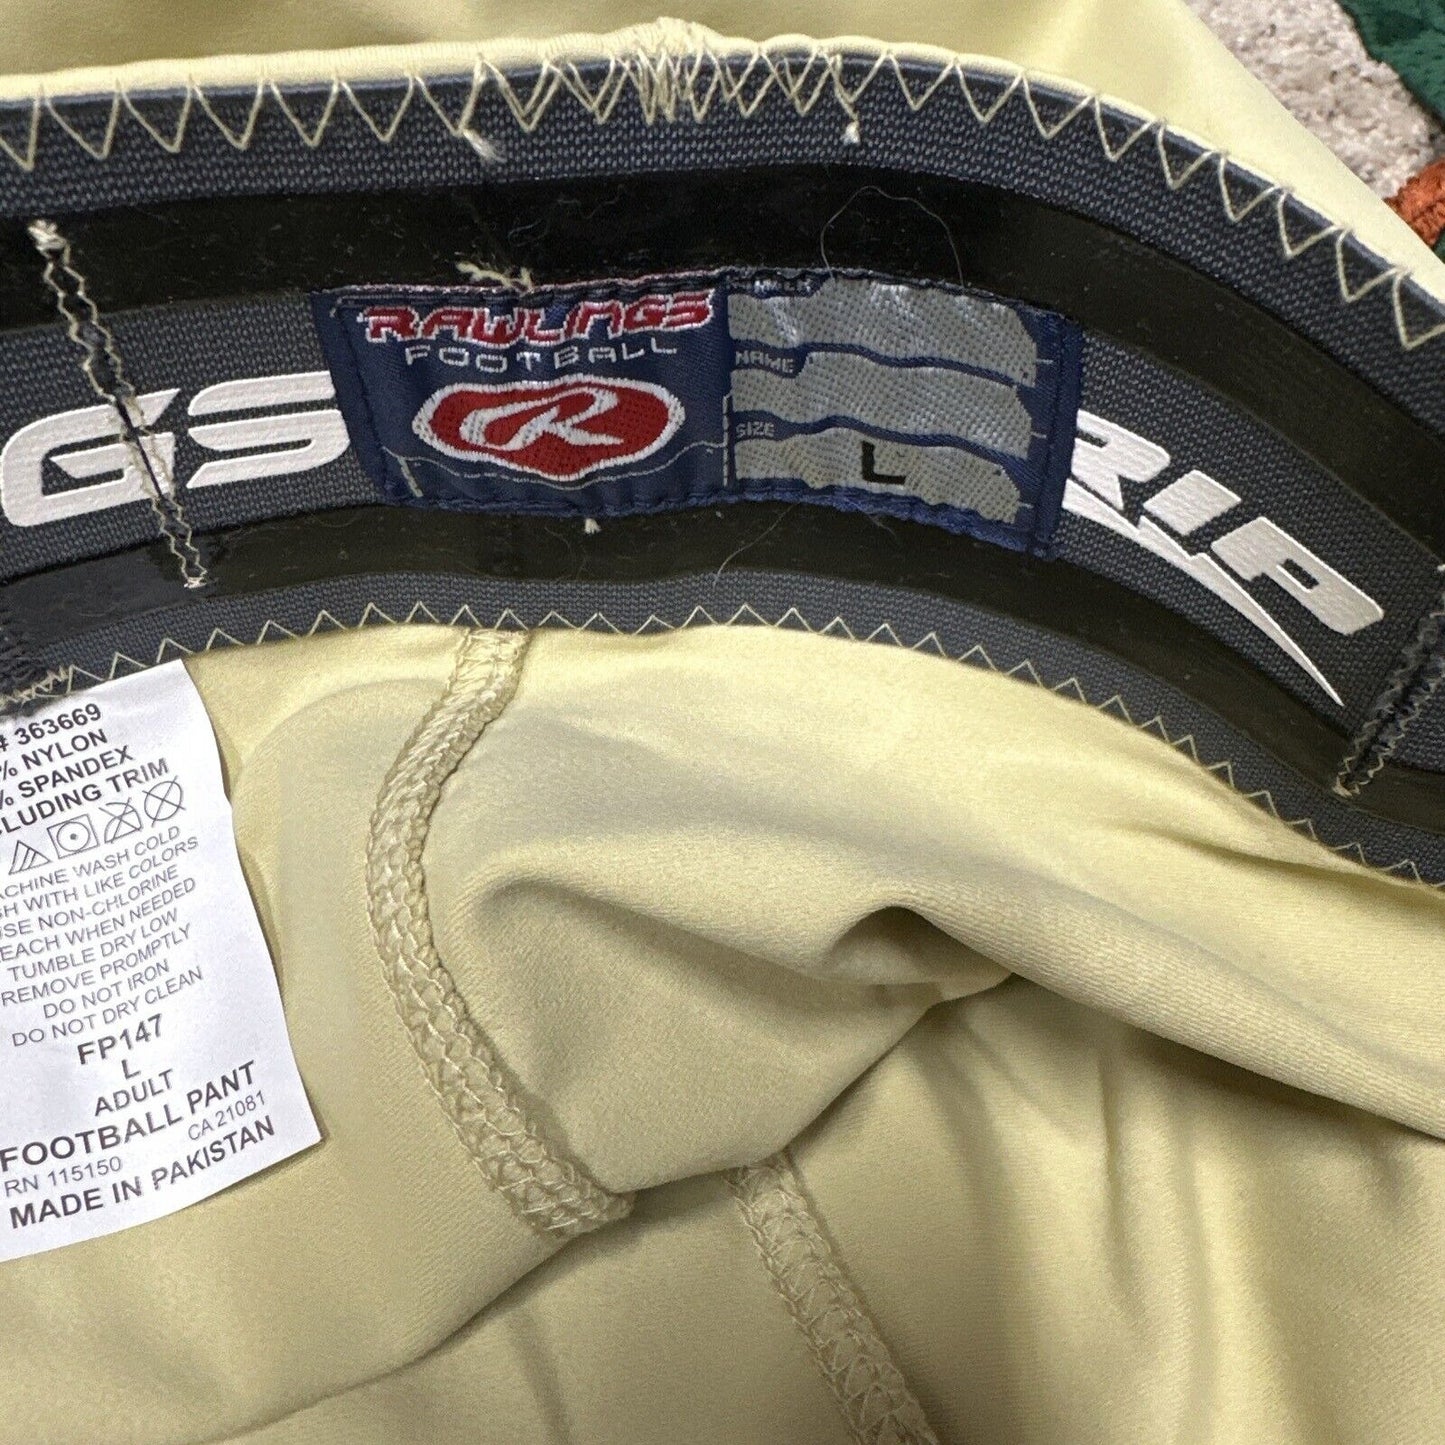 RAWLINGS
FOOTBALL
R
NUMBER
NAME
SIZE
L
GS
RIP
# 363669
% NYLON
% SPANDEX
CLUDING TRIM
ACHINE WASH COLD
SH WITH LIKE COLORS
USE NON-CHLORINE
EACH WHEN NEEDED
TUMBLE DRY LOW
REMOVE PROMPTLY
DO NOT IRON
DO NOT DRY CLEAN
FP147
L
ADULT
FOOTBALL PANT
RN 115150 CA 21081
MADE IN PAKISTAN